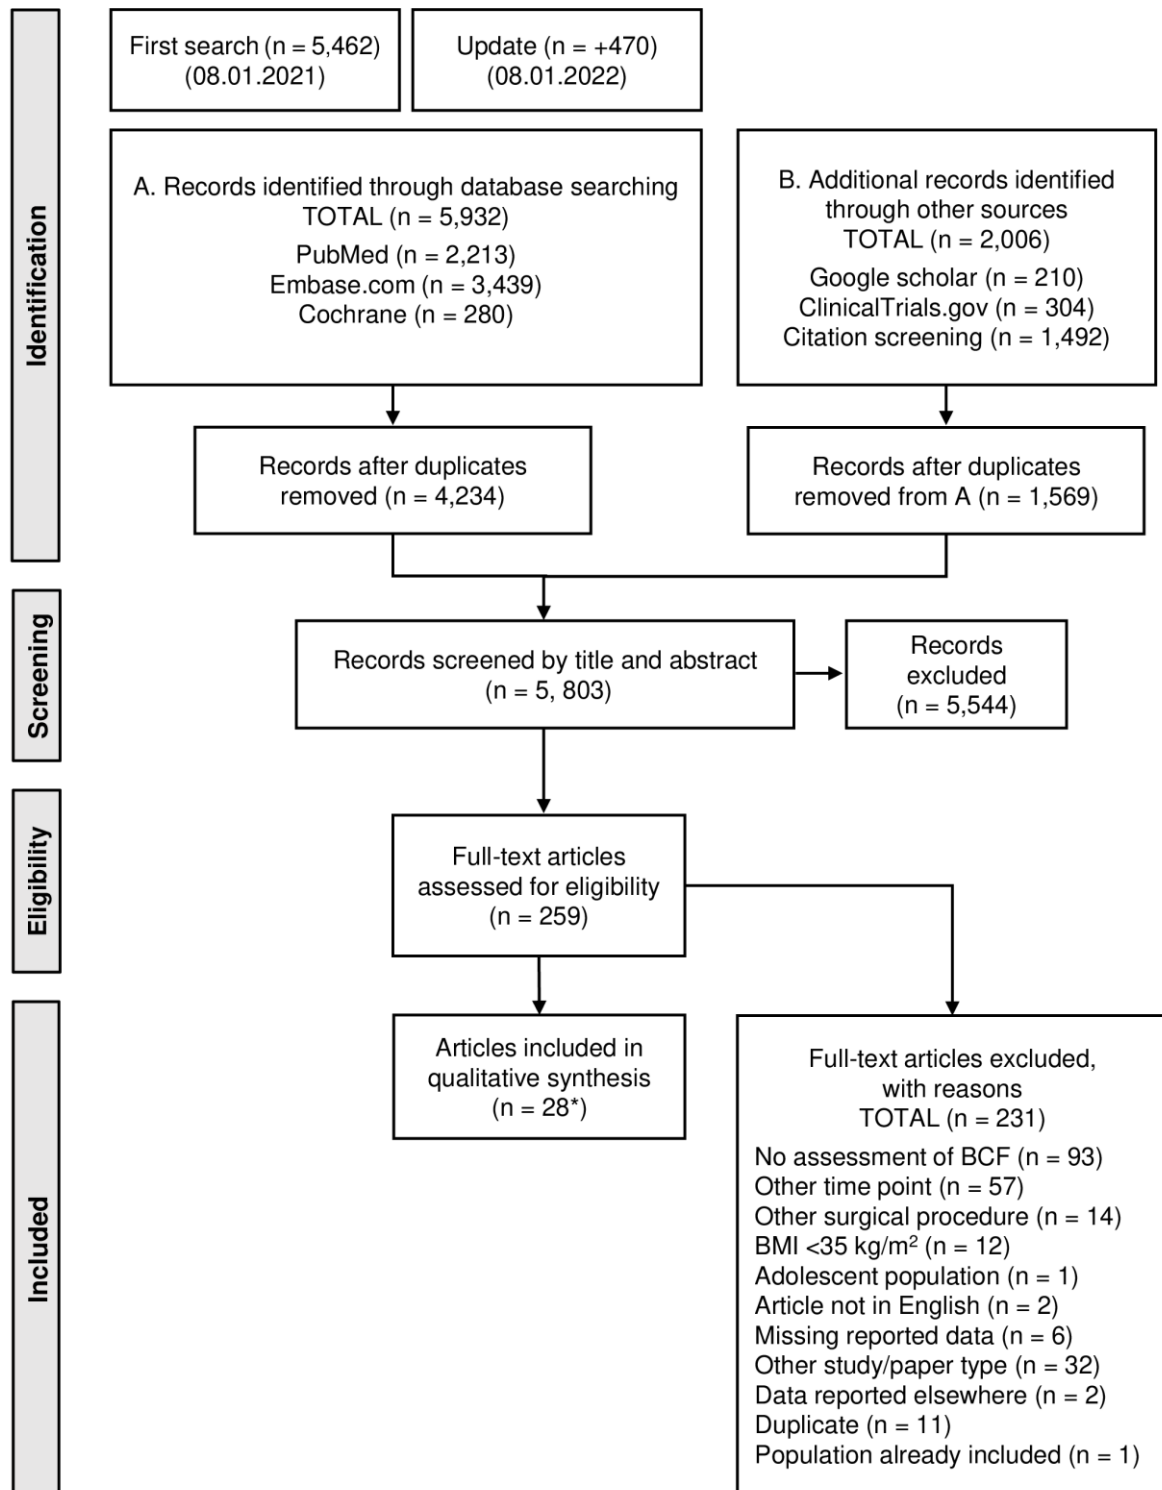 First search (n = 5,462)
(08.01.2021)
Update (n = +470)
(08.01.2022)
Identification
A. Records identified through database searching
TOTAL (n = 5,932)
PubMed (n = 2,213)
Embase.com (n = 3,439)
Cochrane (n = 280)
B. Additional records identified
through other sources
TOTAL (n = 2,006)
Google scholar (n = 210)
ClinicalTrials.gov (n = 304)
Citation screening (n = 1,492)
Records after duplicates
removed (n = 4,234)
Records after duplicates
removed from A (n = 1,569)
Screening
Records screened by title and abstract
(n = 5, 803)
Records
excluded
(n = 5,544)
Eligibility
Full-text articles
assessed for eligibility
(n = 259)
Included
Articles included in
qualitative synthesis
(n = 28*)
Full-text articles excluded,
with reasons
TOTAL (n = 231)
No assessment of BCF (n = 93)
Other time point (n = 57)
Other surgical procedure (n = 14)
BMI <35 kg/m² (n = 12)
Adolescent population (n = 1)
Article not in English (n = 2)
Missing reported data (n = 6)
Other study/paper type (n = 32)
Data reported elsewhere (n = 2)
Duplicate (n = 11)
Population already included (n = 1)